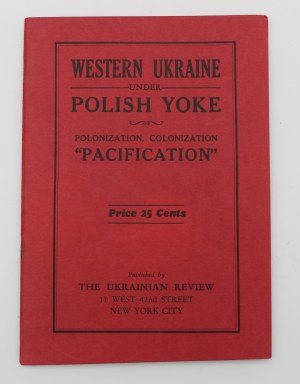 WESTERN UKRAINE
UNDER
POLISH YOKE
POLONIZATION, COLONIZATION
"PACIFICATION"
Price 25 Cents
Published by
THE UKRAINIAN REVIEW
11 WEST 42nd STREET
NEW YORK CITY